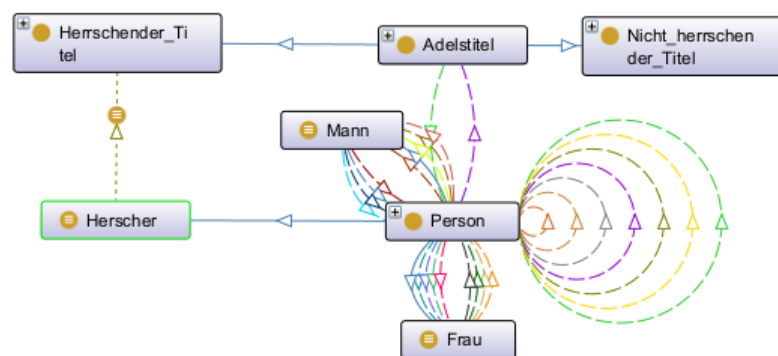 Herrschender_Ti
tel
Adelstitel
Nicht_herrschen
der_Titel
Mann
Herscher
Person
Frau